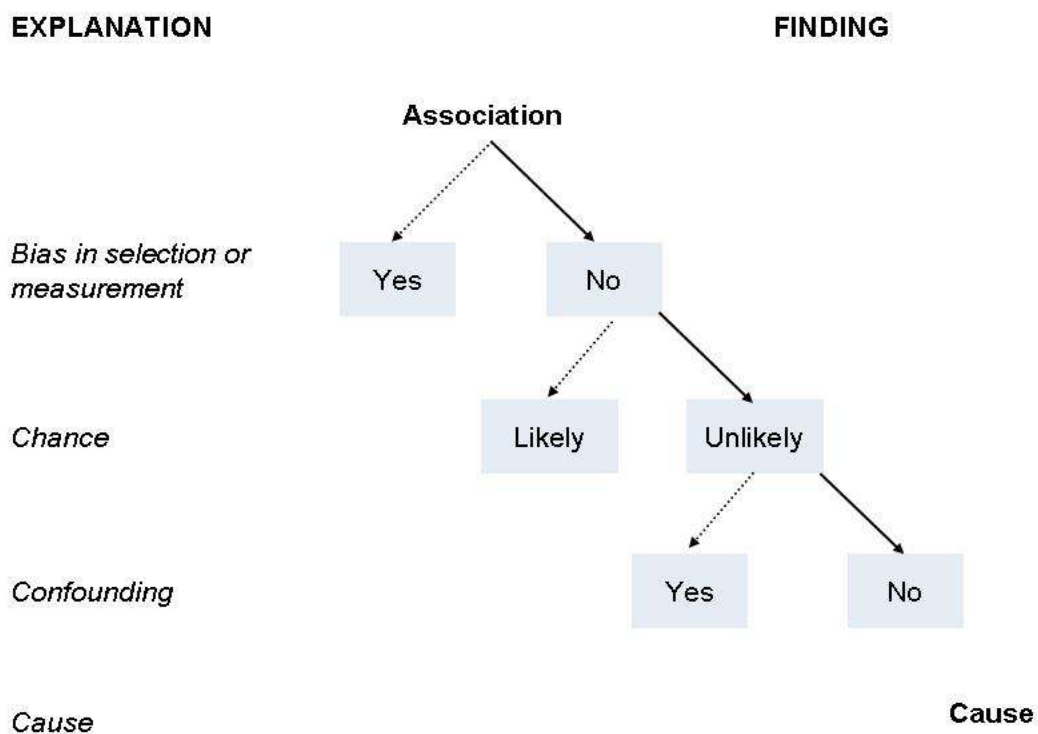 EXPLANATION
FINDING
Association
Bias in selection or
measurement
Yes
No
Chance
Likely
Unlikely
Confounding
Yes
No
Cause
Cause